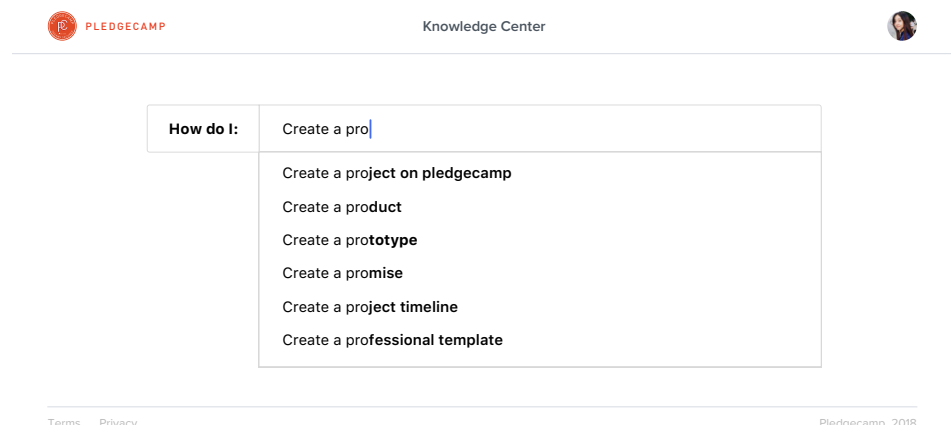 PLEDGECAMP
Knowledge Center
How do I:
Create a pro
Create a project on pledgecamp
Create a product
Create a prototype
Create a promise
Create a project timeline
Create a professional template
Terms Privacy
Pledgecamp, 2018